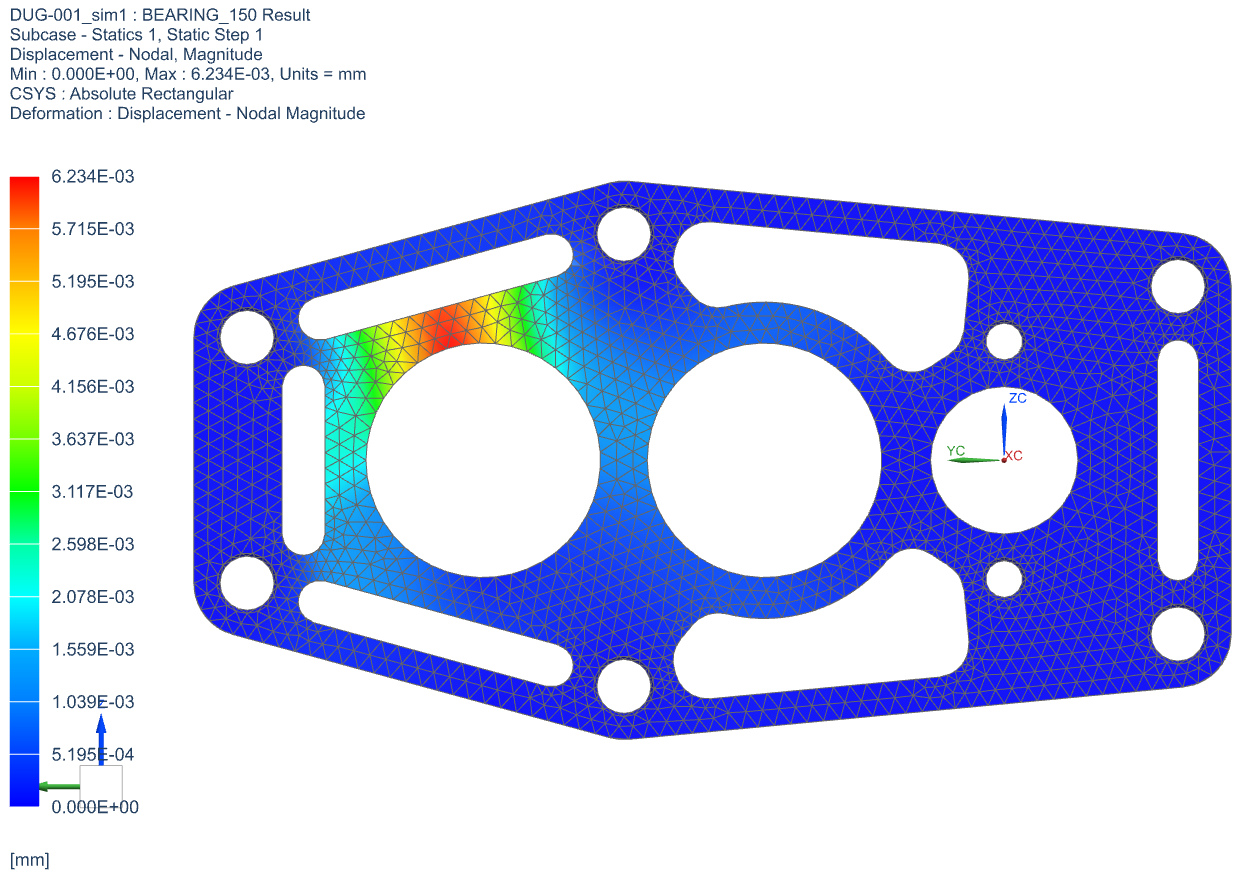 DUG-001_sim1 : BEARING_150 Result
Subcase - Statics 1, Static Step 1
Displacement - Nodal, Magnitude
Min : 0.000E+00, Max : 6.234E-03, Units = mm
CSYS : Absolute Rectangular
Deformation : Displacement - Nodal Magnitude
6.234E-03
5.715E-03
5.195E-03
4.676E-03
4.156E-03
3.637E-03
3.117E-03
2.598E-03
2.078E-03
1.559E-03
1.039E-03
5.195E-04
0.000E+00
[mm]
ZC
YC
XC